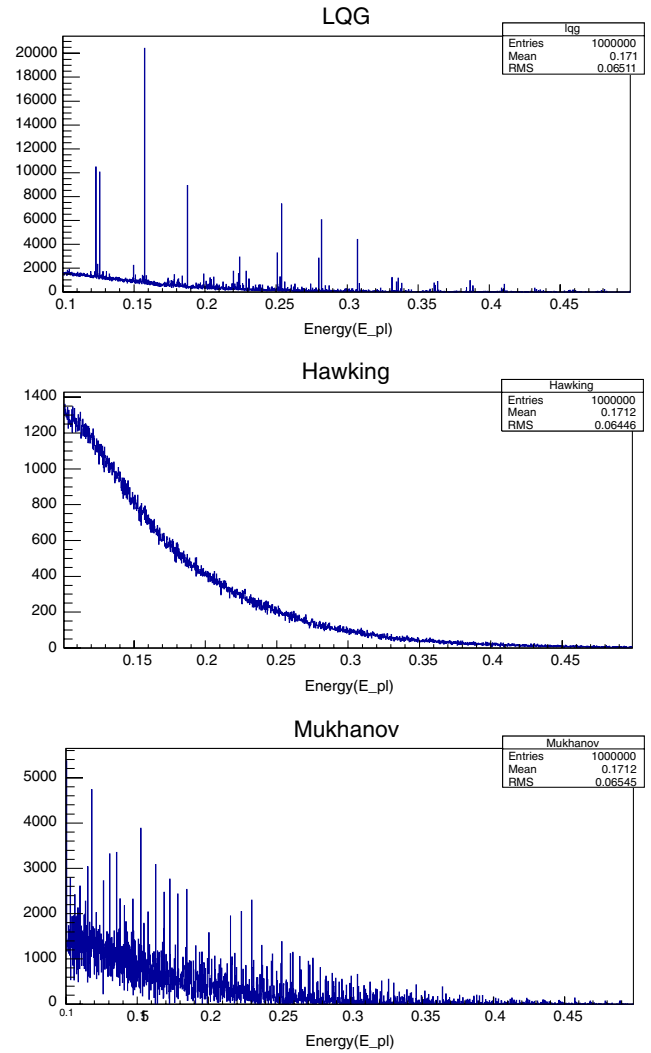 LQG
lqg
Entries 1000000
Mean 0.171
RMS 0.06511
20000
18000
16000
14000
12000
10000
8000
6000
4000
2000
0
0.1 0.15 0.2 0.25 0.3 0.35 0.4 0.45
Energy(E_pl)
Hawking
Hawking
Entries 1000000
Mean 0.1712
RMS 0.06446
1400
1200
1000
800
600
400
200
0
0.15 0.2 0.25 0.3 0.35 0.4 0.45
Energy(E_pl)
Mukhanov
Mukhanov
Entries 1000000
Mean 0.1712
RMS 0.06545
5000
4000
3000
2000
1000
0
0.1 0.15 0.2 0.25 0.3 0.35 0.4 0.45
Energy(E_pl)